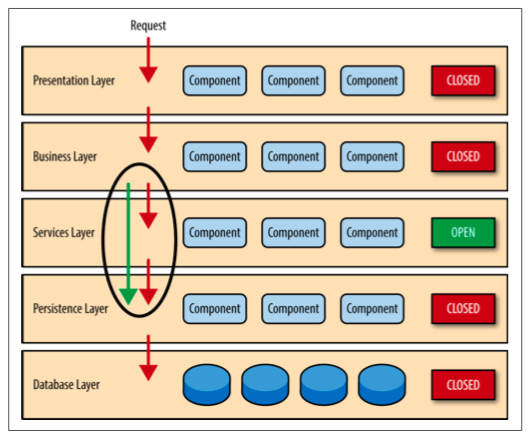 Request
Presentation Layer Component Component Component CLOSED
Business Layer Component Component Component CLOSED
Services Layer Component Component Component OPEN
Persistence Layer Component Component Component CLOSED
Database Layer CLOSED